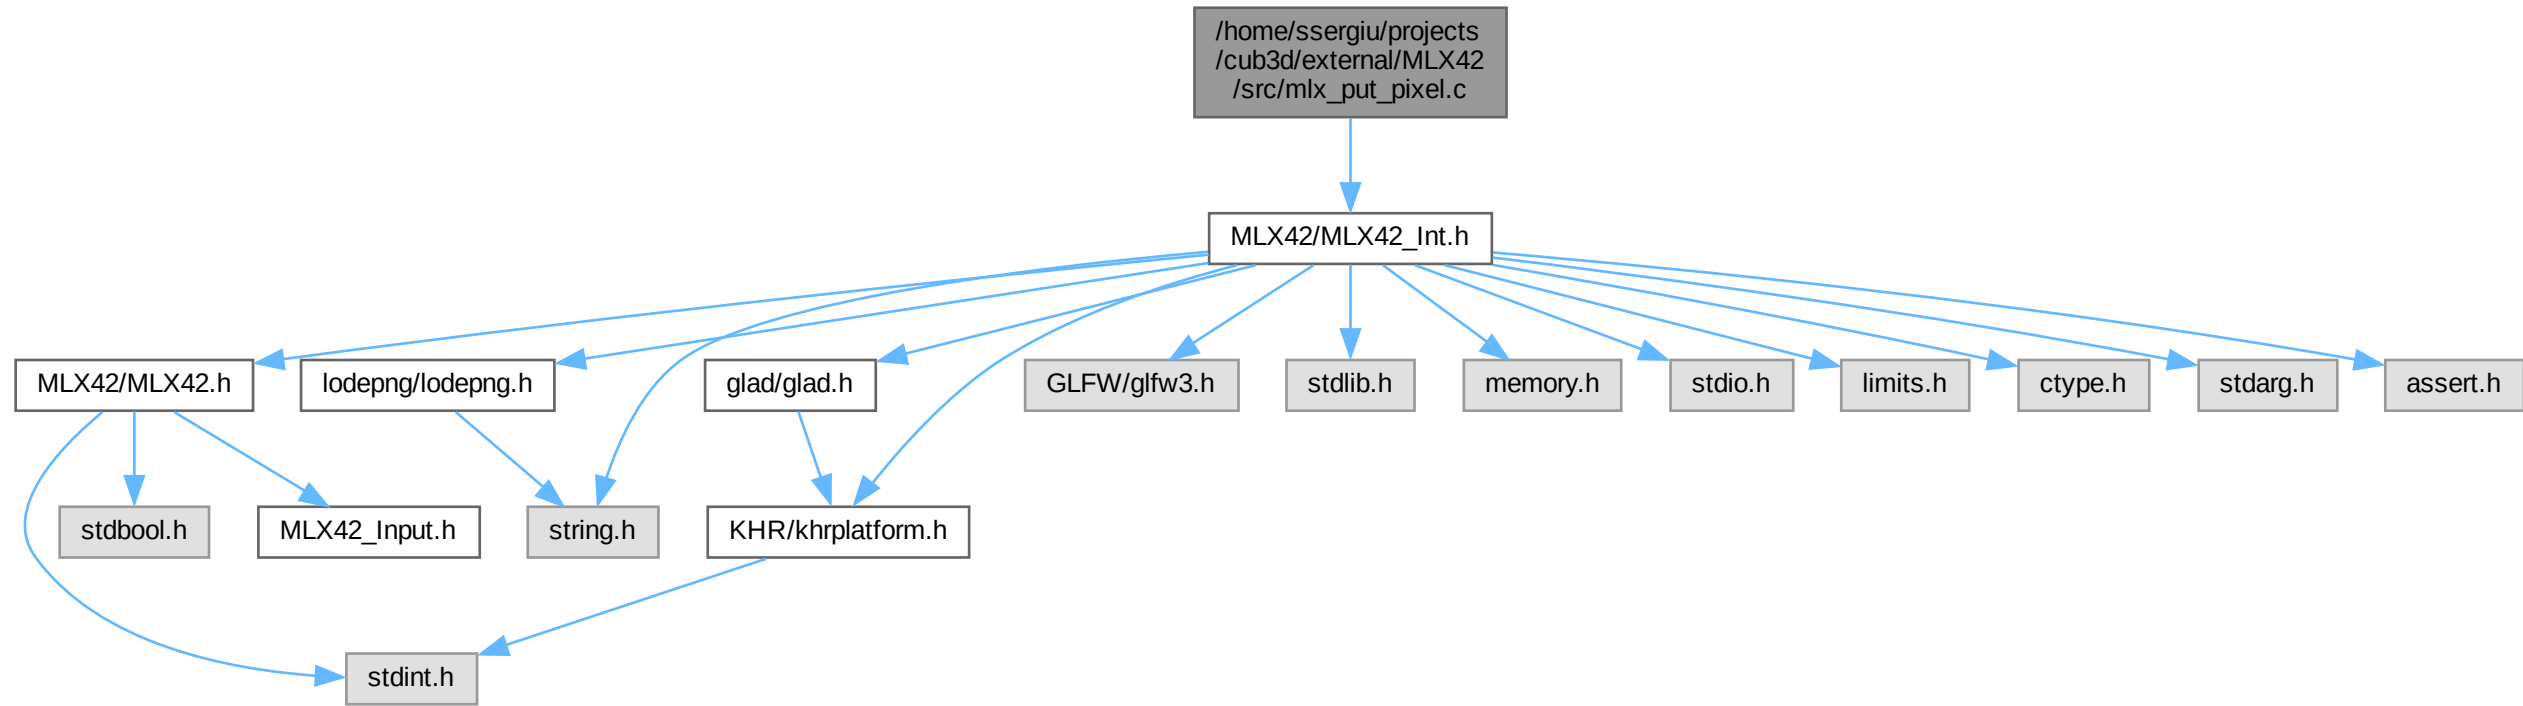 /home/ssergiu/projects
/cub3d/external/MLX42
/src/mlx_put_pixel.c
MLX42/MLX42_Int.h
MLX42/MLX42.h
lodepng/lodepng.h
glad/glad.h
GLFW/glfw3.h
stdlib.h
memory.h
stdio.h
limits.h
ctype.h
stdarg.h
assert.h
stdbool.h
MLX42_Input.h
string.h
KHR/khrplatform.h
stdint.h